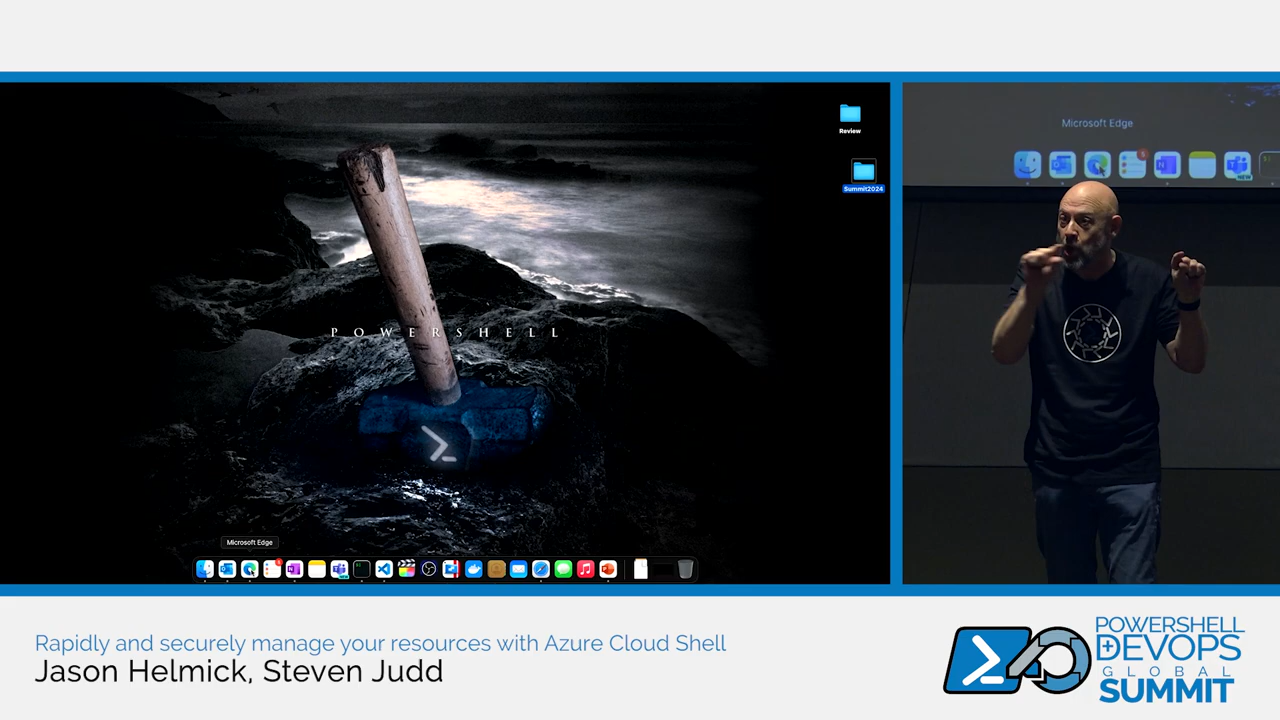 Review
Summit2024
POWERSHELL
Microsoft Edge
Microsoft Edge
NEW
Rapidly and securely manage your resources with Azure Cloud Shell
Jason Helmick, Steven Judd
POWERSHELL
DEVOPS
GLOBAL
SUMMIT